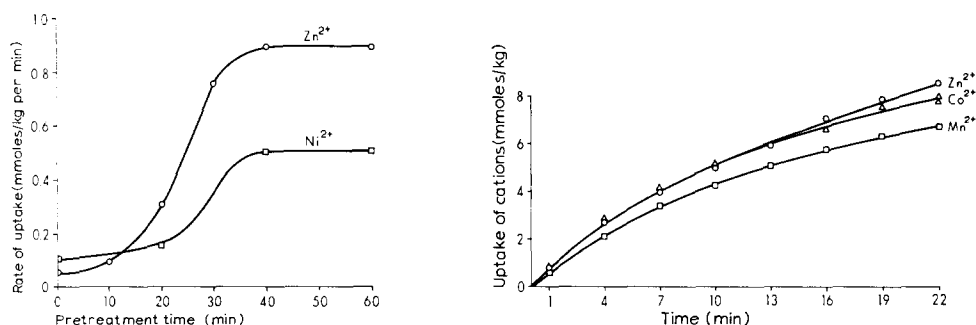 Rate of uptake (mmoles/kg per min)
1.0
0.8
0.6
0.4
0.2
0
Zn2+
Ni2+
0 10 20 30 40 50 60
Pretreatment time (min)
Uptake of cations (mmoles/kg)
8
6
4
2
0
Zn2+
Co2+
Mn2+
1 4 7 10 13 16 19 22
Time (min)